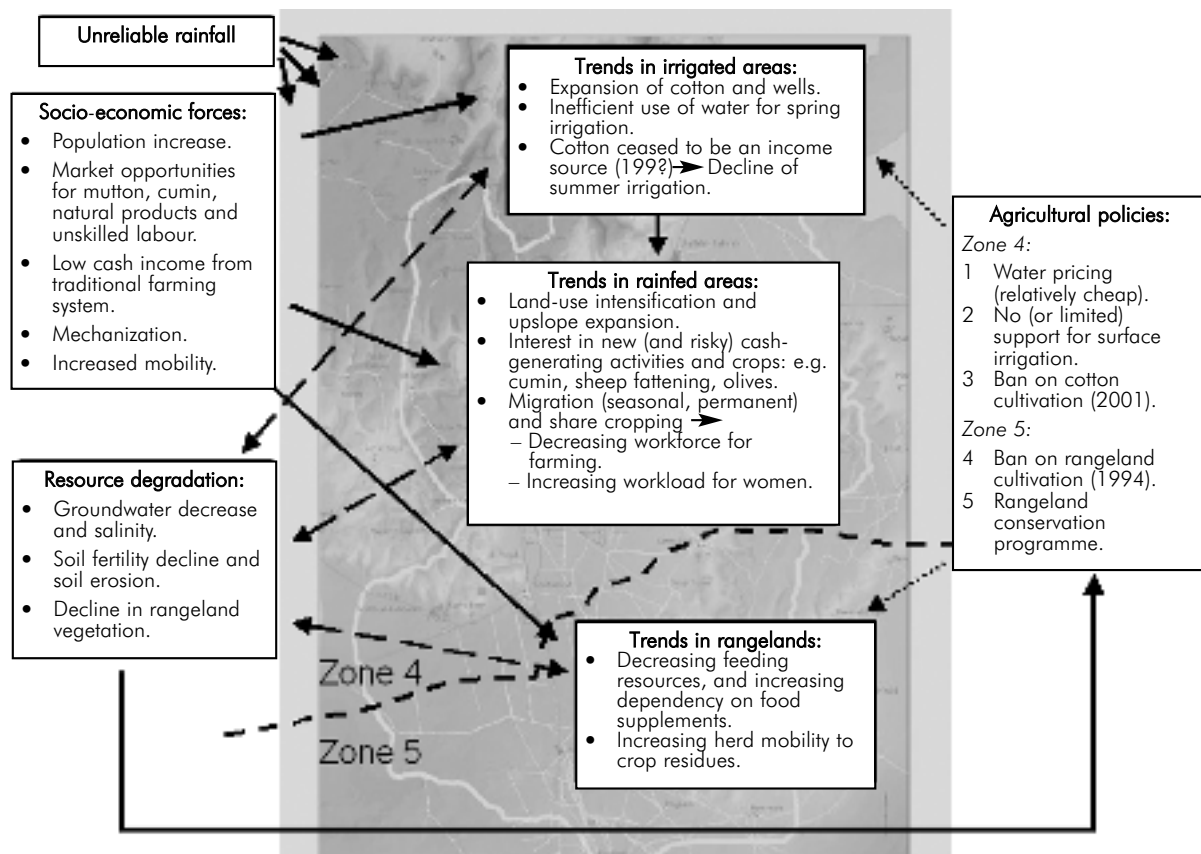 Unreliable rainfall
Socio-economic forces:
• Population increase.
• Market opportunities
for mutton, cumin,
natural products and
unskilled labour.
• Low cash income from
traditional farming
system.
• Mechanization.
• Increased mobility.
Resource degradation:
• Groundwater decrease
and salinity.
• Soil fertility decline and
soil erosion.
• Decline in rangeland
vegetation.
Trends in irrigated areas:
• Expansion of cotton and wells.
• Inefficient use of water for spring
irrigation.
• Cotton ceased to be an income
source (199?) → Decline of
summer irrigation.
Trends in rainfed areas:
• Land-use intensification and
upslope expansion.
• Interest in new (and risky) cash-
generating activities and crops: e.g.
cumin, sheep fattening, olives.
• Migration (seasonal, permanent)
and share cropping →
– Decreasing workforce for
farming.
– Increasing workload for women.
Trends in rangelands:
• Decreasing feeding
resources, and increasing
dependency on food
supplements.
• Increasing herd mobility to
crop residues.
Zone 4
Zone 5
Agricultural policies:
Zone 4:
1 Water pricing
(relatively cheap).
2 No (or limited)
support for surface
irrigation.
3 Ban on cotton
cultivation (2001).
Zone 5:
4 Ban on rangeland
cultivation (1994).
5 Rangeland
conservation
programme.